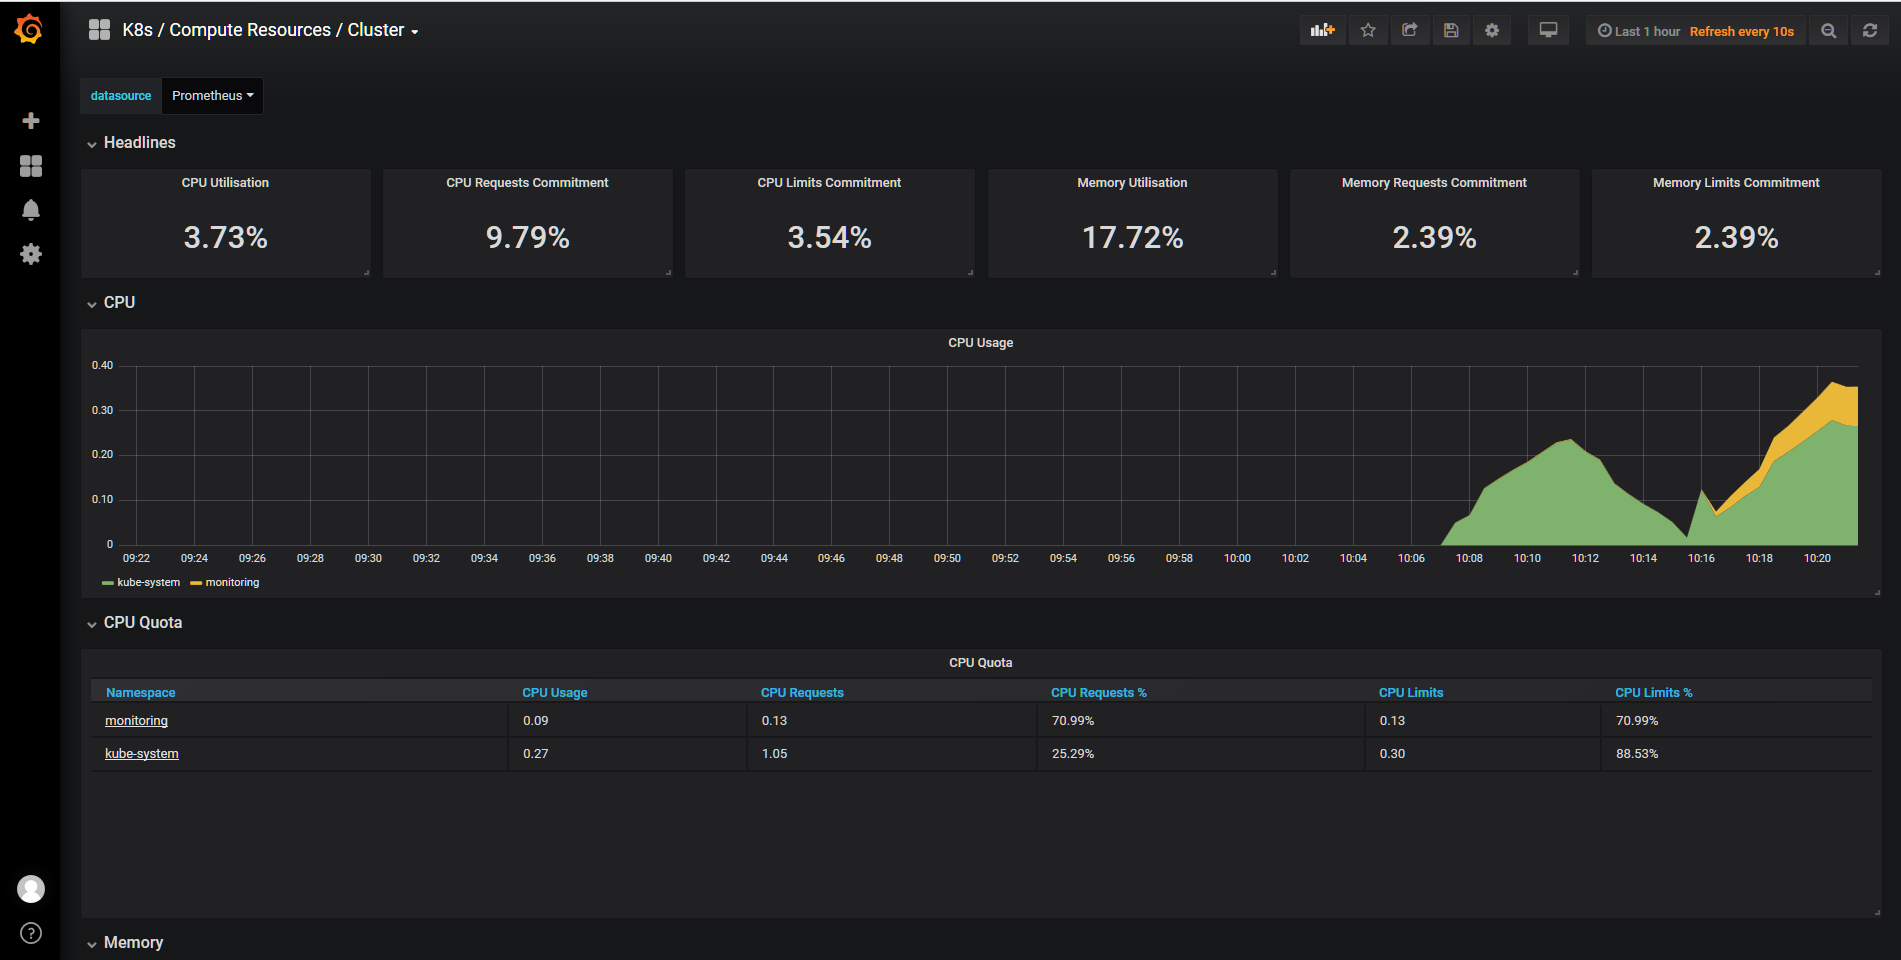 K8s / Compute Resources / Cluster
Last 1 hour Refresh every 10s
datasource Prometheus
Headlines
CPU Utilisation CPU Requests Commitment CPU Limits Commitment Memory Utilisation Memory Requests Commitment Memory Limits Commitment
3.73% 9.79% 3.54% 17.72% 2.39% 2.39%
CPU
CPU Usage
0.40
0.30
0.20
0.10
0
09:22 09:24 09:26 09:28 09:30 09:32 09:34 09:36 09:38 09:40 09:42 09:44 09:46 09:48 09:50 09:52 09:54 09:56 09:58 10:00 10:02 10:04 10:06 10:08 10:10 10:12 10:14 10:16 10:18 10:20
kube-system monitoring
CPU Quota
CPU Quota
Namespace CPU Usage CPU Requests CPU Requests % CPU Limits CPU Limits %
monitoring 0.09 0.13 70.99% 0.13 70.99%
kube-system 0.27 1.05 25.29% 0.30 88.53%
?
Memory